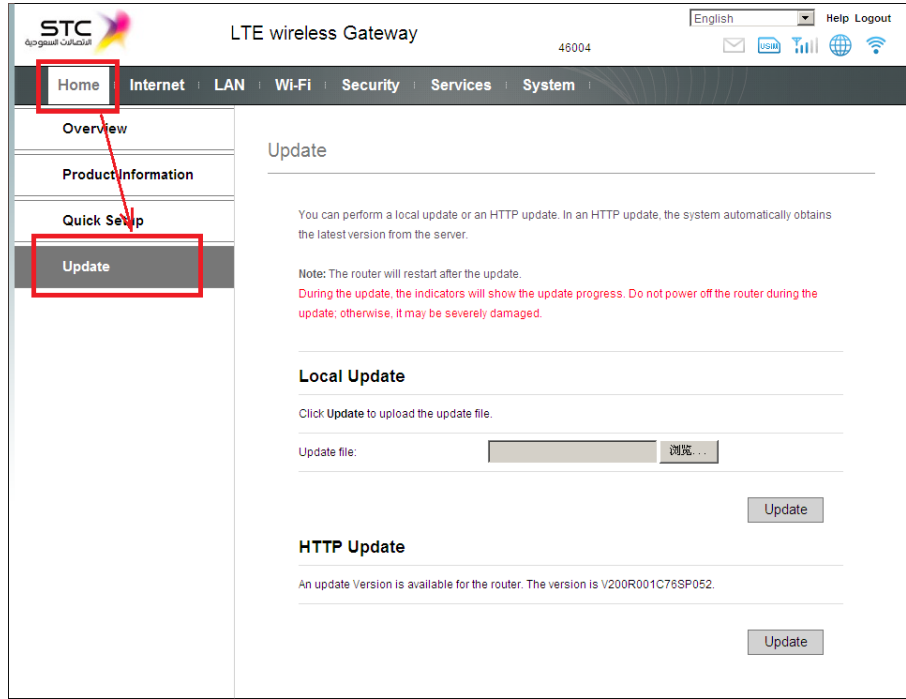 STC
الاتصالات السعودية
LTE wireless Gateway
46004
English
Help Logout
USIM
Home
Internet
LAN
Wi-Fi
Security
Services
System
Overview
Product Information
Quick Setup
Update
Update
You can perform a local update or an HTTP update. In an HTTP update, the system automatically obtains
the latest version from the server.
Note: The router will restart after the update.
During the update, the indicators will show the update progress. Do not power off the router during the
update; otherwise, it may be severely damaged.
Local Update
Click Update to upload the update file.
Update file:
浏览...
Update
HTTP Update
An update Version is available for the router. The version is V200R001C76SP052.
Update